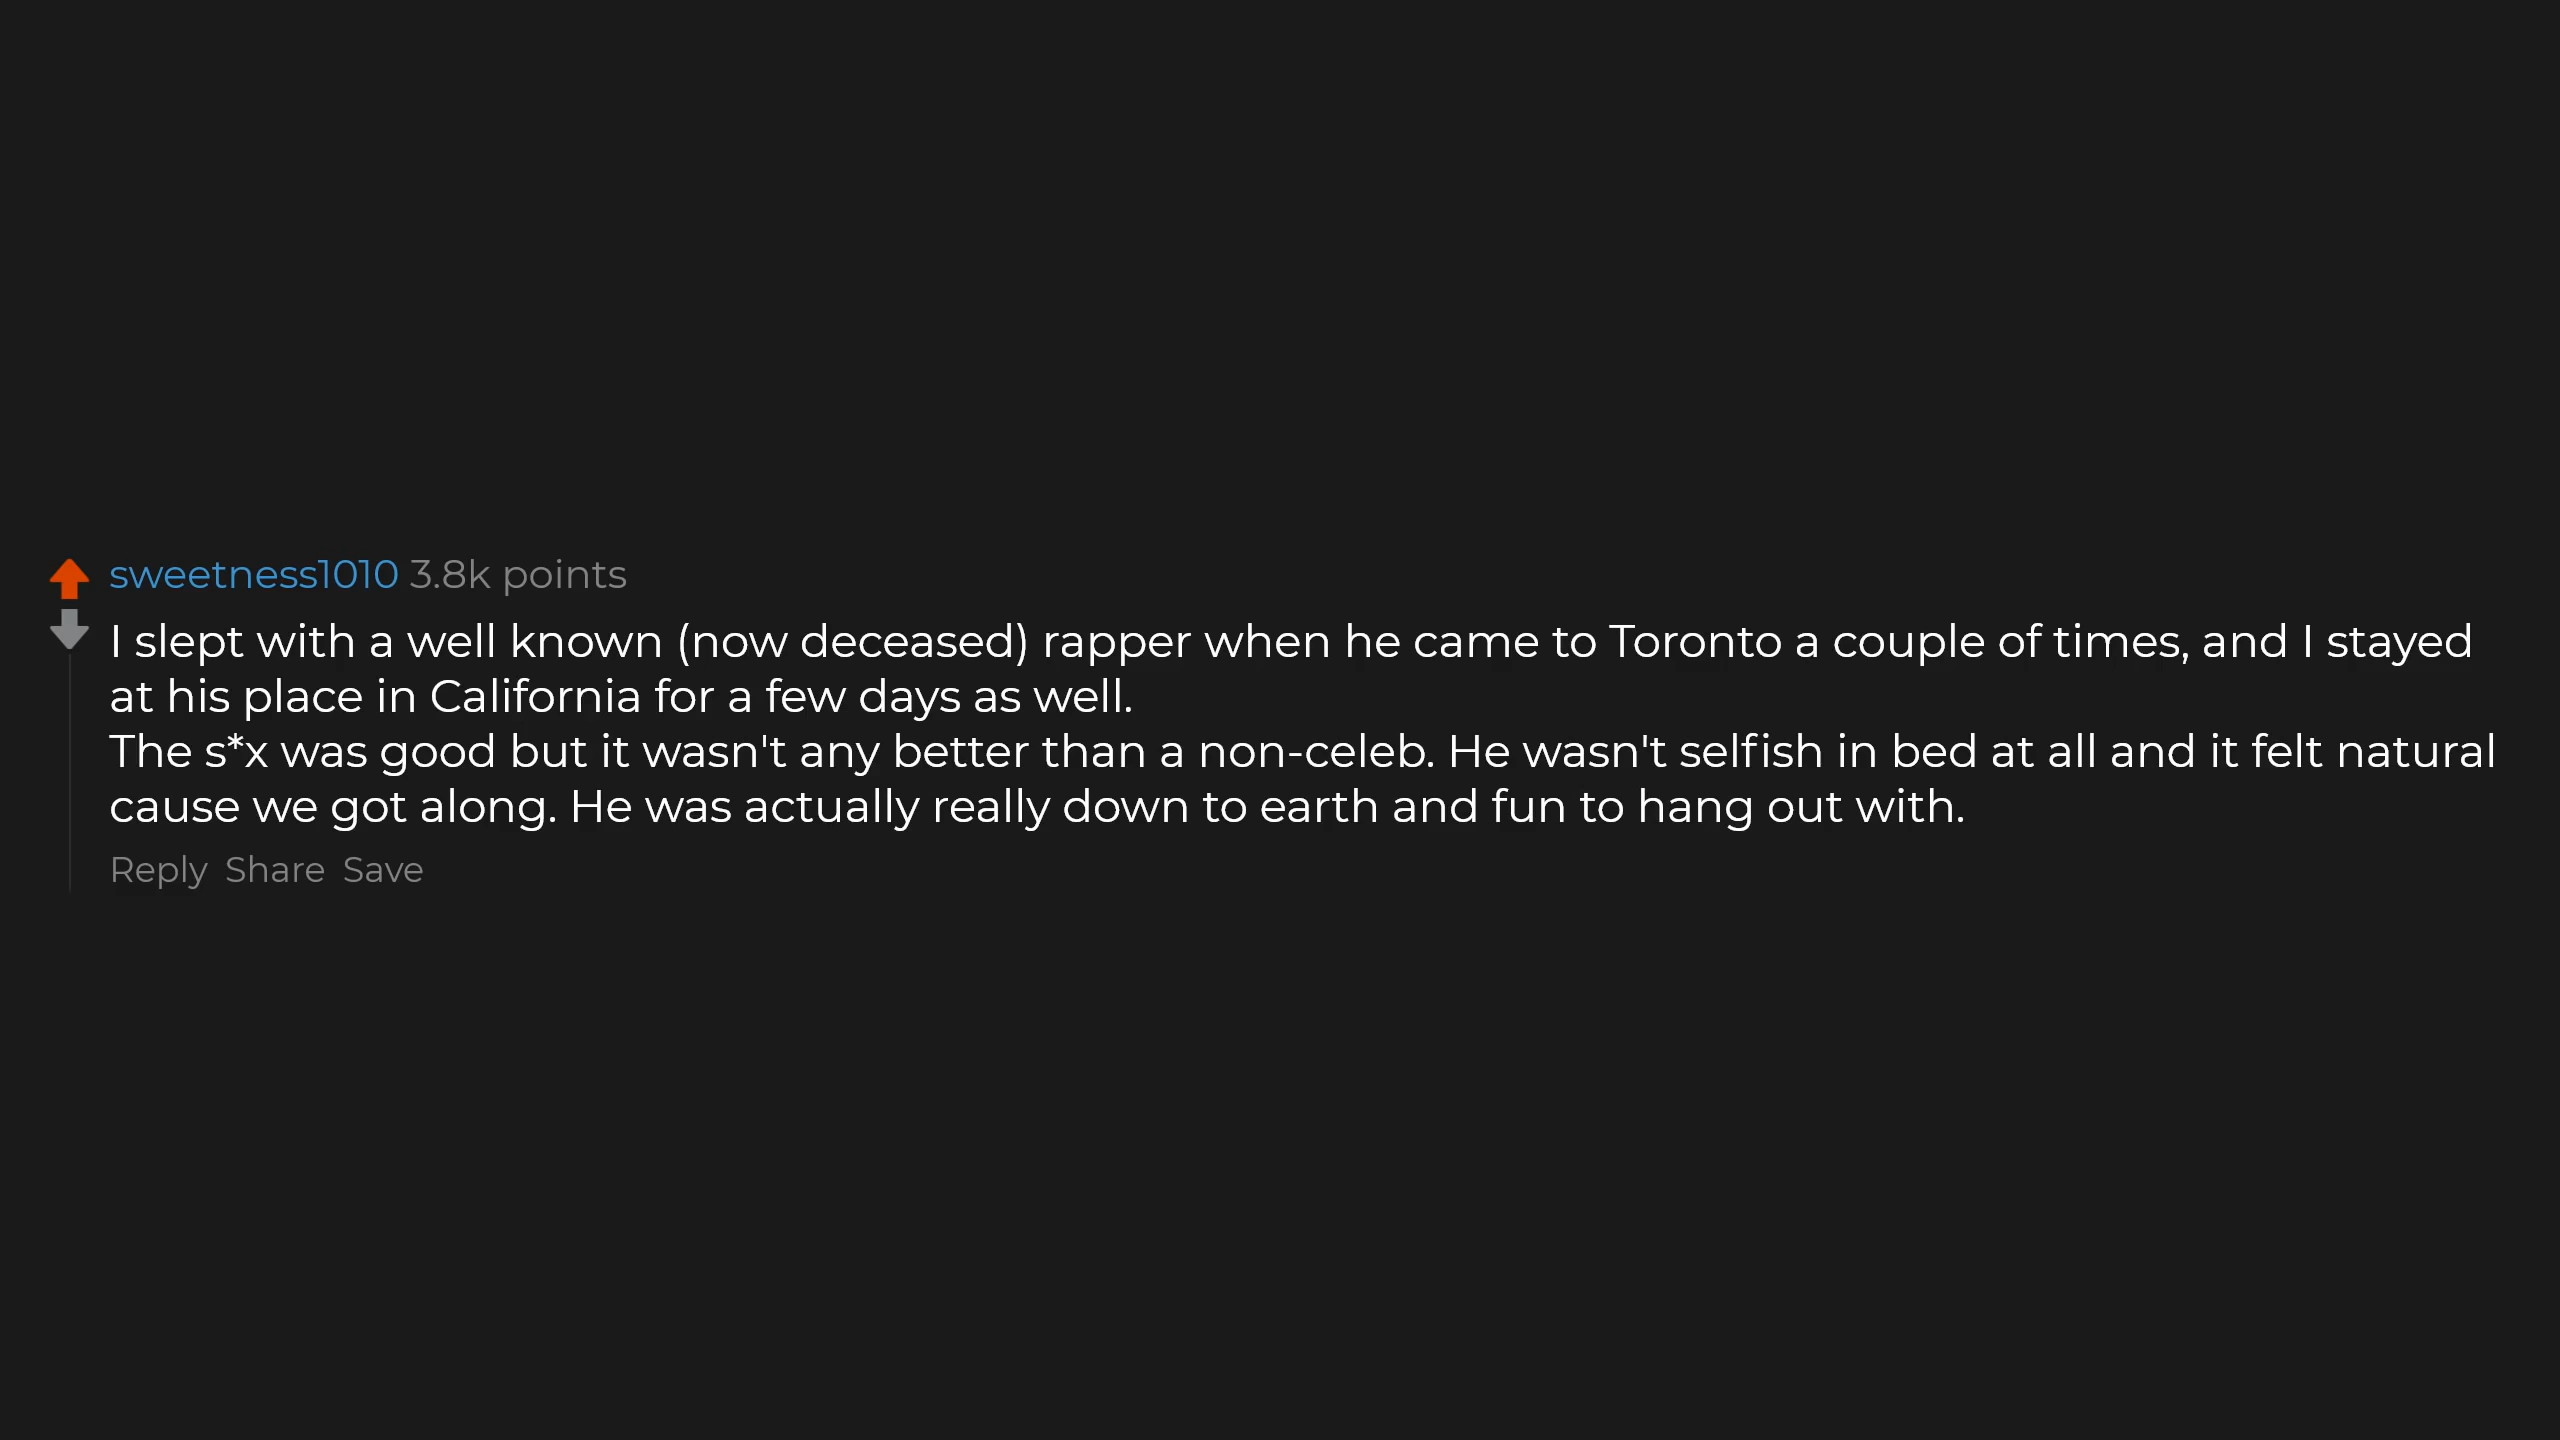 sweetness1010 3.8k points
I slept with a well known (now deceased) rapper when he came to Toronto a couple of times, and I stayed
at his place in California for a few days as well.
The s*x was good but it wasn't any better than a non-celeb. He wasn't selfish in bed at all and it felt natural
cause we got along. He was actually really down to earth and fun to hang out with.
Reply Share Save